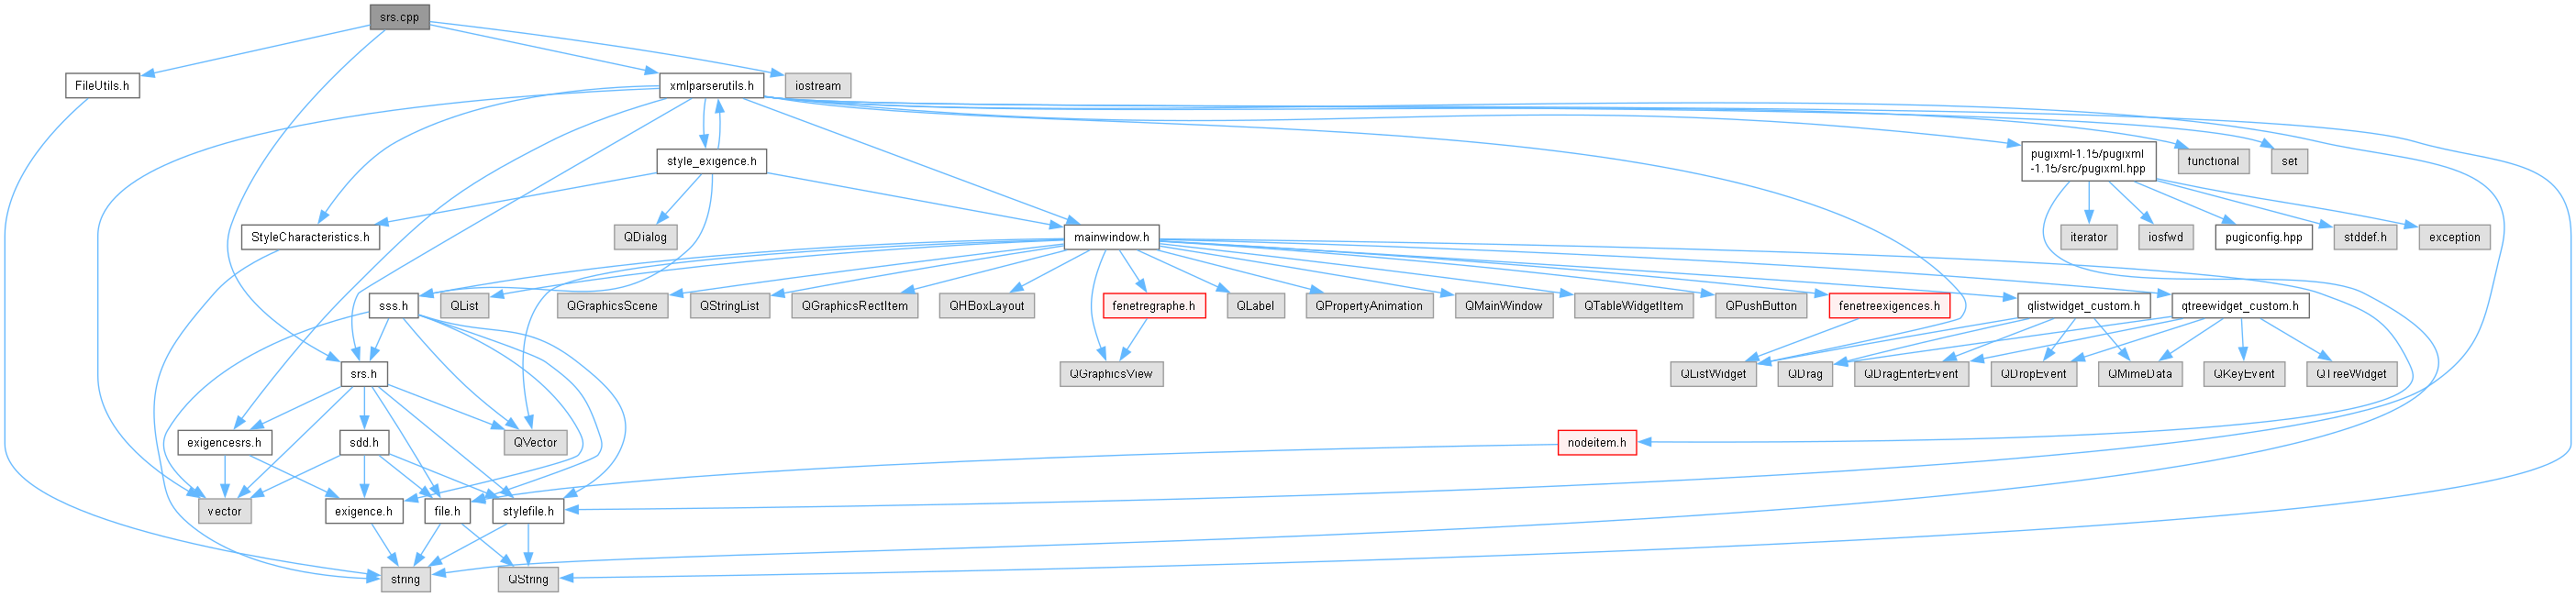 srs.cpp
FileUtils.h
xmlparserutils.h
iostream
style_exigence.h
pugixml-1.15/pugixml
-1.15/src/pugixml.hpp
functional
set
StyleCharacteristics.h
QDialog
mainwindow.h
iterator
iosfwd
pugiconfig.hpp
stddef.h
exception
sss.h
QList
QGraphicsScene
QStringList
QGraphicsRectItem
QHBoxLayout
fenetregraphe.h
QLabel
QPropertyAnimation
QMainWindow
QTableWidgetItem
QPushButton
fenetreexigences.h
qlistwidget_custom.h
qtreewidget_custom.h
srs.h
QGraphicsView
QListWidget
QDrag
QDragEnterEvent
QDropEvent
QMimeData
QKeyEvent
QTreeWidget
exigencesrs.h
sdd.h
QVector
nodeitem.h
vector
exigence.h
file.h
stylefile.h
string
QString